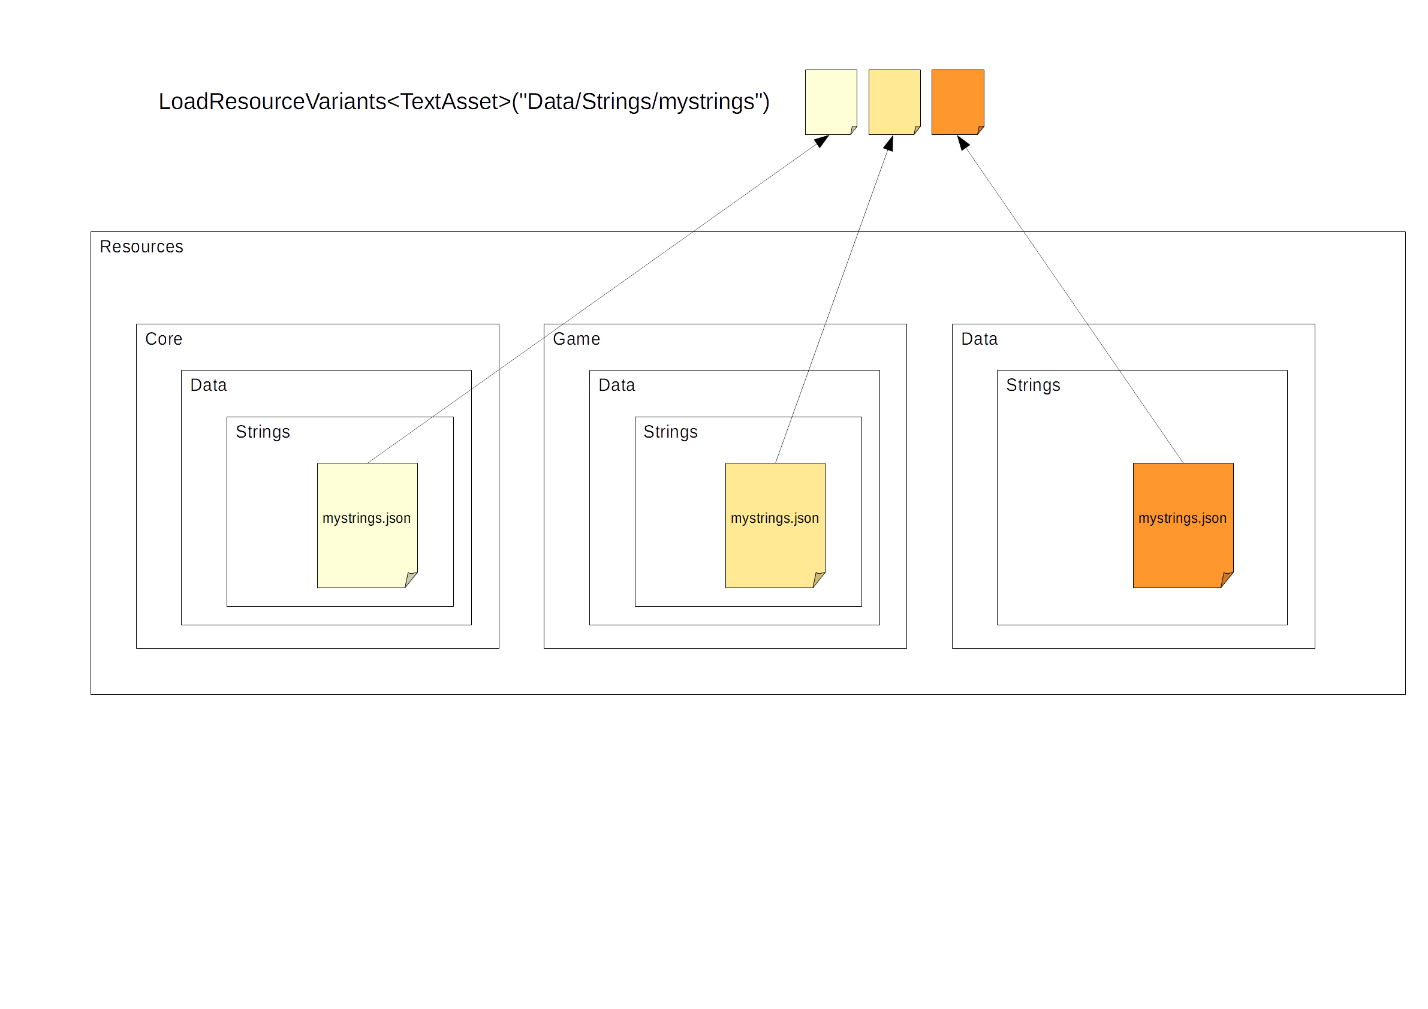 LoadResourceVariants<TextAsset>("Data/Strings/mystrings")
Resources
Core
Data
Strings
mystrings.json
Game
Data
Strings
mystrings.json
Data
Strings
mystrings.json